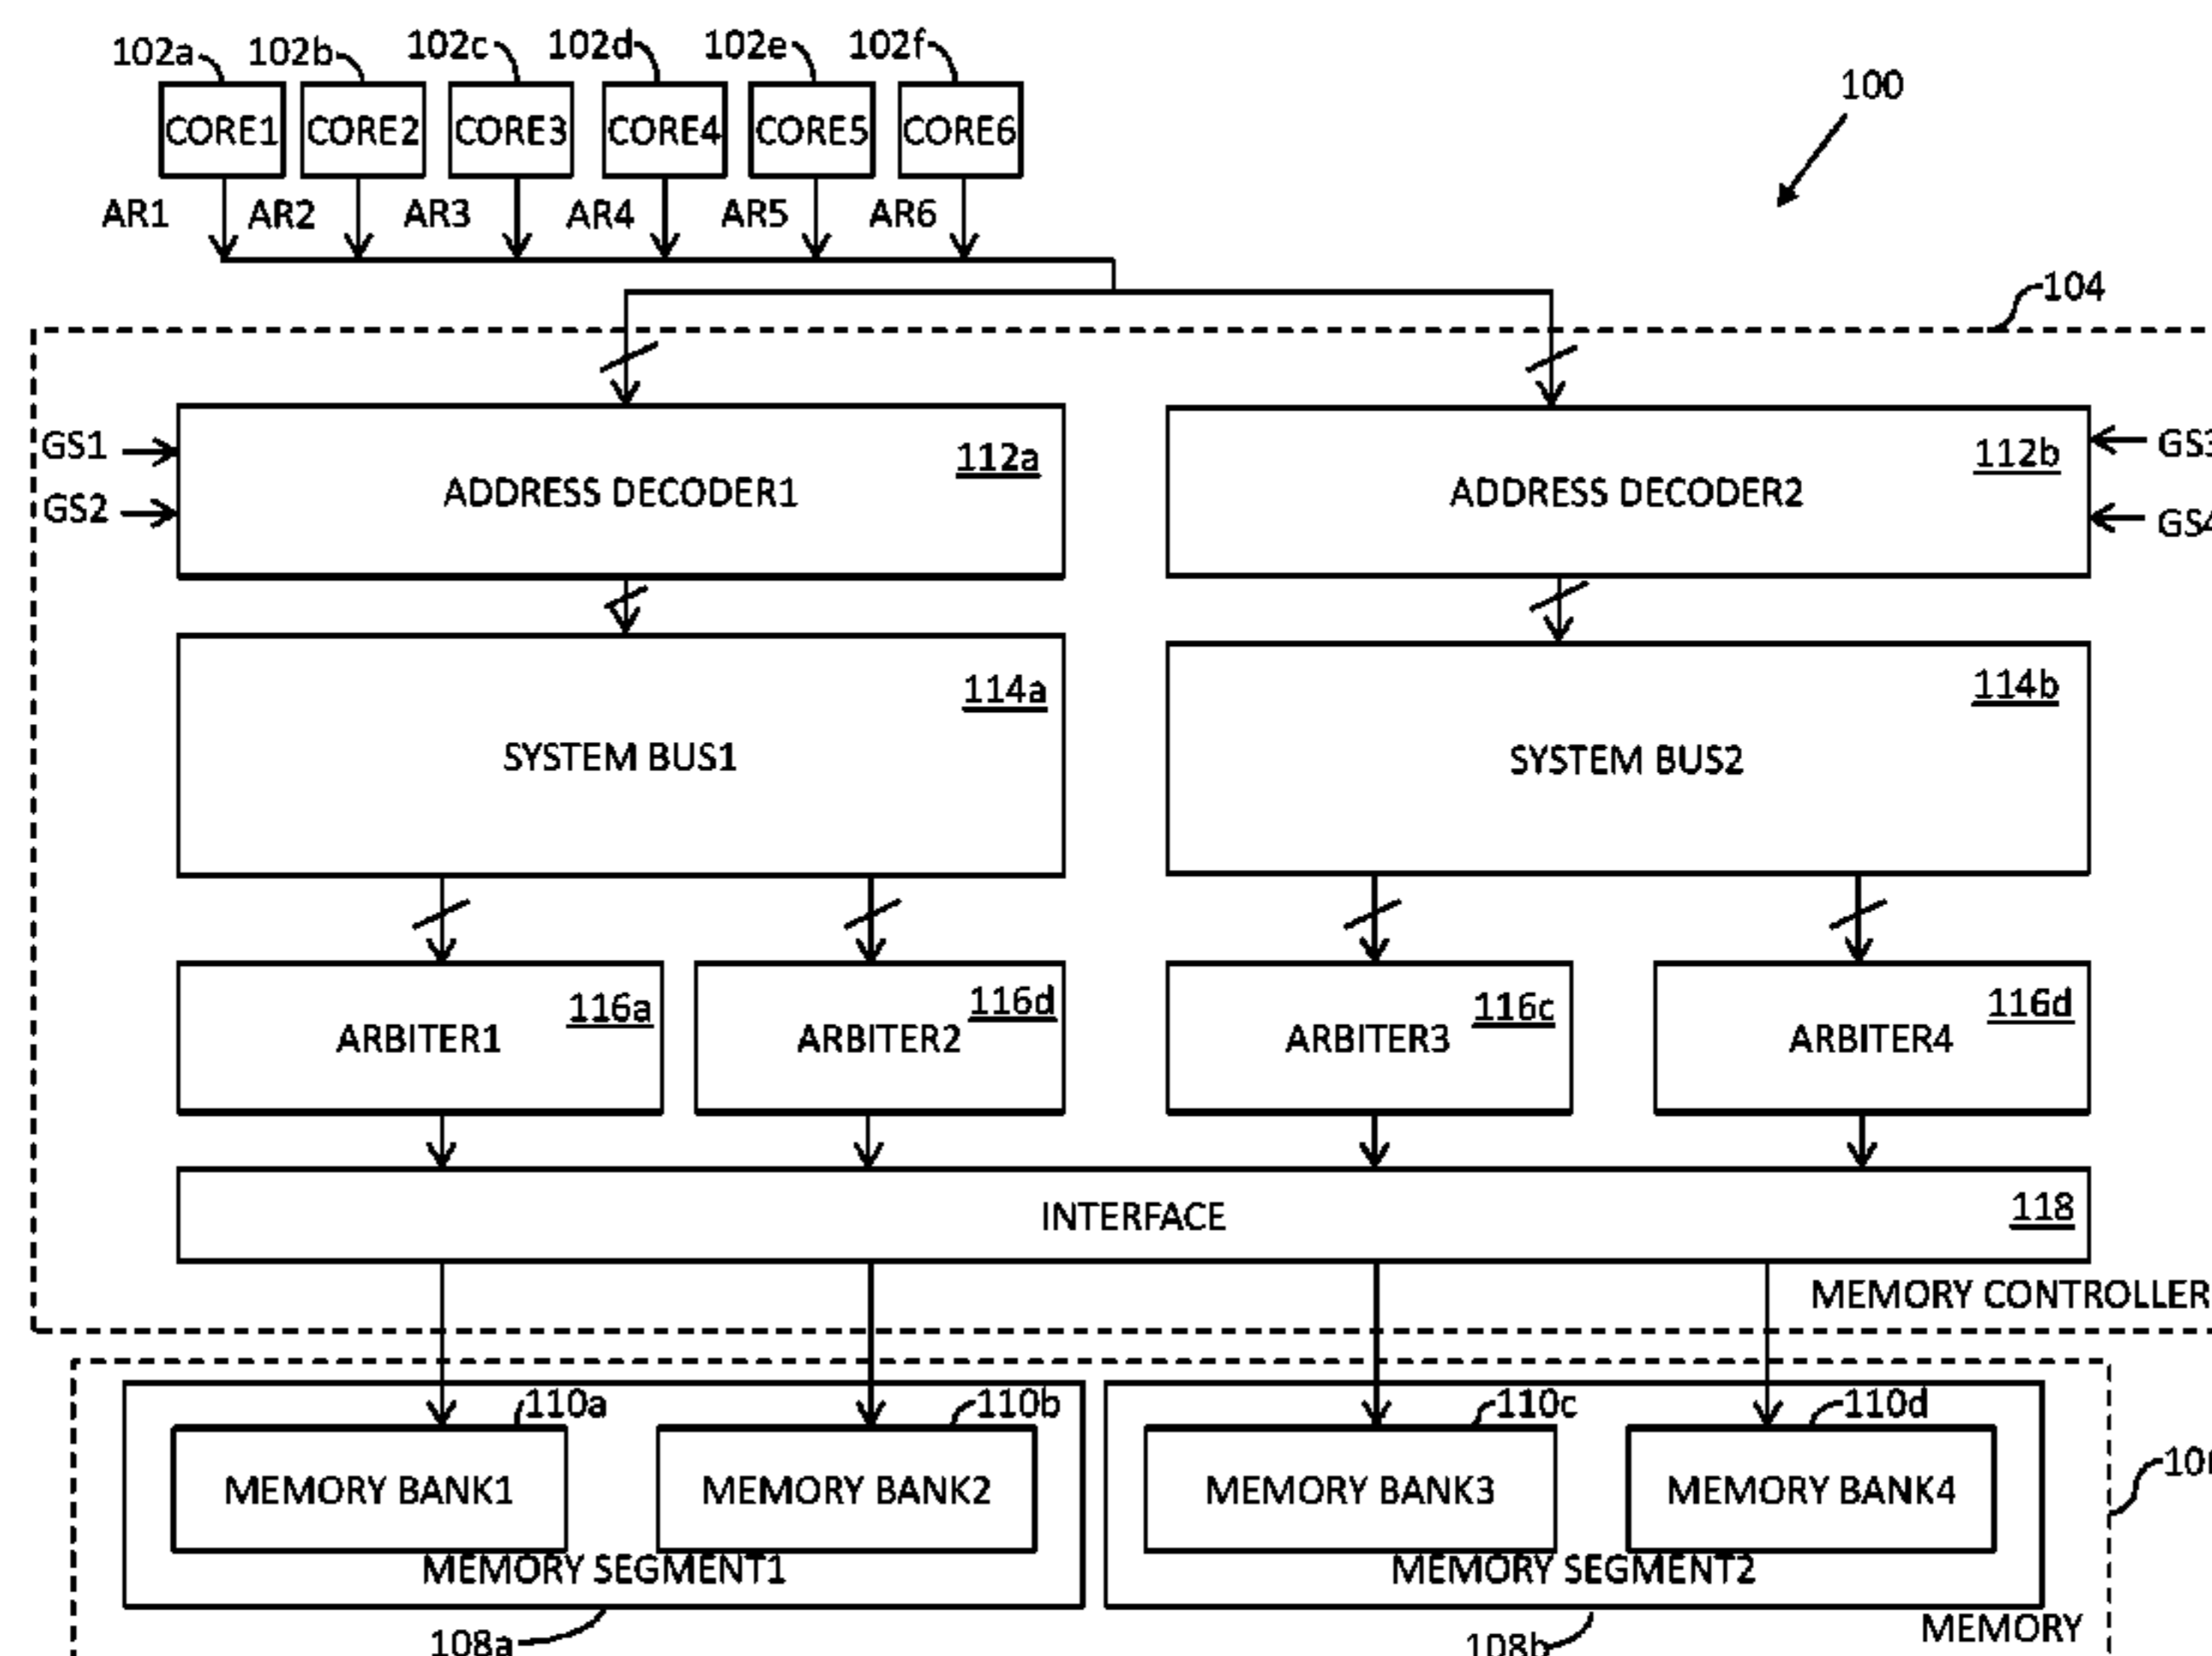 102a 102b 102c 102d 102e 102f
CORE1 CORE2 CORE3 CORE4 CORE5 CORE6
100
AR1 AR2 AR3 AR4 AR5 AR6
104
GS1
GS2
ADDRESS DECODER1 112a
ADDRESS DECODER2 112b
GS3
GS4
SYSTEM BUS1 114a
SYSTEM BUS2 114b
ARBITER1 116a
ARBITER2 116d
ARBITER3 116c
ARBITER4 116d
INTERFACE 118
MEMORY CONTROLLER
110a 110b 110c 110d
MEMORY BANK1 MEMORY BANK2 MEMORY BANK3 MEMORY BANK4
MEMORY SEGMENT1 MEMORY SEGMENT2
MEMORY
108a 108b